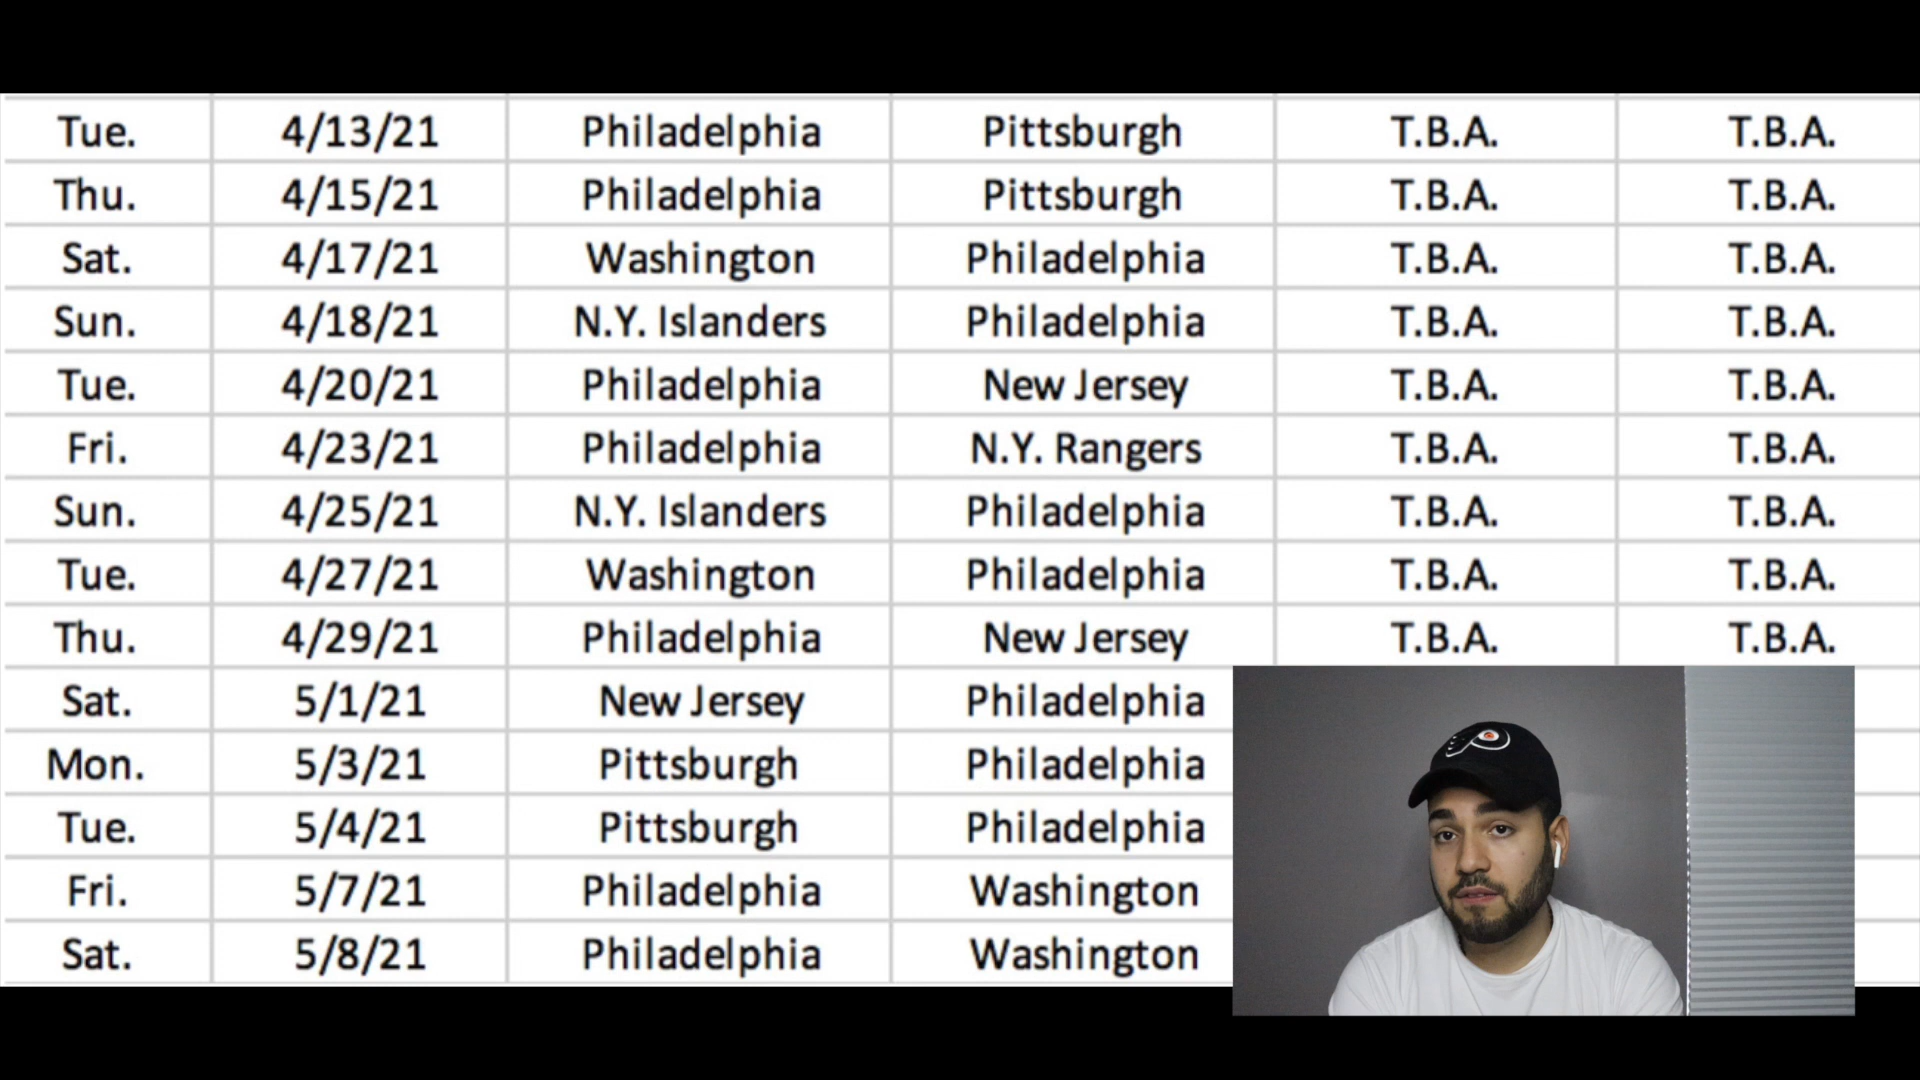 Tue. 4/13/21 Philadelphia Pittsburgh T.B.A. T.B.A.
Thu. 4/15/21 Philadelphia Pittsburgh T.B.A. T.B.A.
Sat. 4/17/21 Washington Philadelphia T.B.A. T.B.A.
Sun. 4/18/21 N.Y. Islanders Philadelphia T.B.A. T.B.A.
Tue. 4/20/21 Philadelphia New Jersey T.B.A. T.B.A.
Fri. 4/23/21 Philadelphia N.Y. Rangers T.B.A. T.B.A.
Sun. 4/25/21 N.Y. Islanders Philadelphia T.B.A. T.B.A.
Tue. 4/27/21 Washington Philadelphia T.B.A. T.B.A.
Thu. 4/29/21 Philadelphia New Jersey T.B.A. T.B.A.
Sat. 5/1/21 New Jersey Philadelphia
Mon. 5/3/21 Pittsburgh Philadelphia
Tue. 5/4/21 Pittsburgh Philadelphia
Fri. 5/7/21 Philadelphia Washington
Sat. 5/8/21 Philadelphia Washington